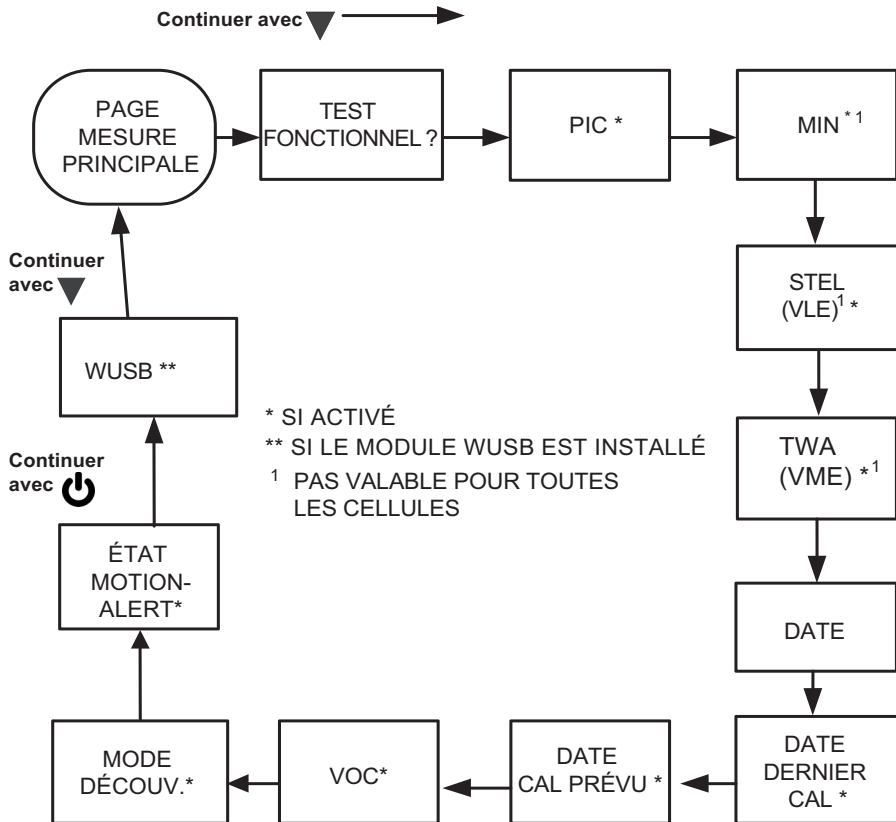 Continuer avec
PAGE
MESURE
PRINCIPALE
TEST
FONCTIONNEL ?
PIC *
MIN * 1
STEL
(VLE)1 *
TWA
(VME) *1
DATE
DATE
DERNIER
CAL *
DATE
CAL PRÉVU *
VOC*
MODE
DÉCOUV.*
ÉTAT
MOTION-
ALERT*
Continuer
avec
WUSB **
Continuer
avec
* SI ACTIVÉ
** SI LE MODULE WUSB EST INSTALLÉ
1 PAS VALABLE POUR TOUTES
LES CELLULES